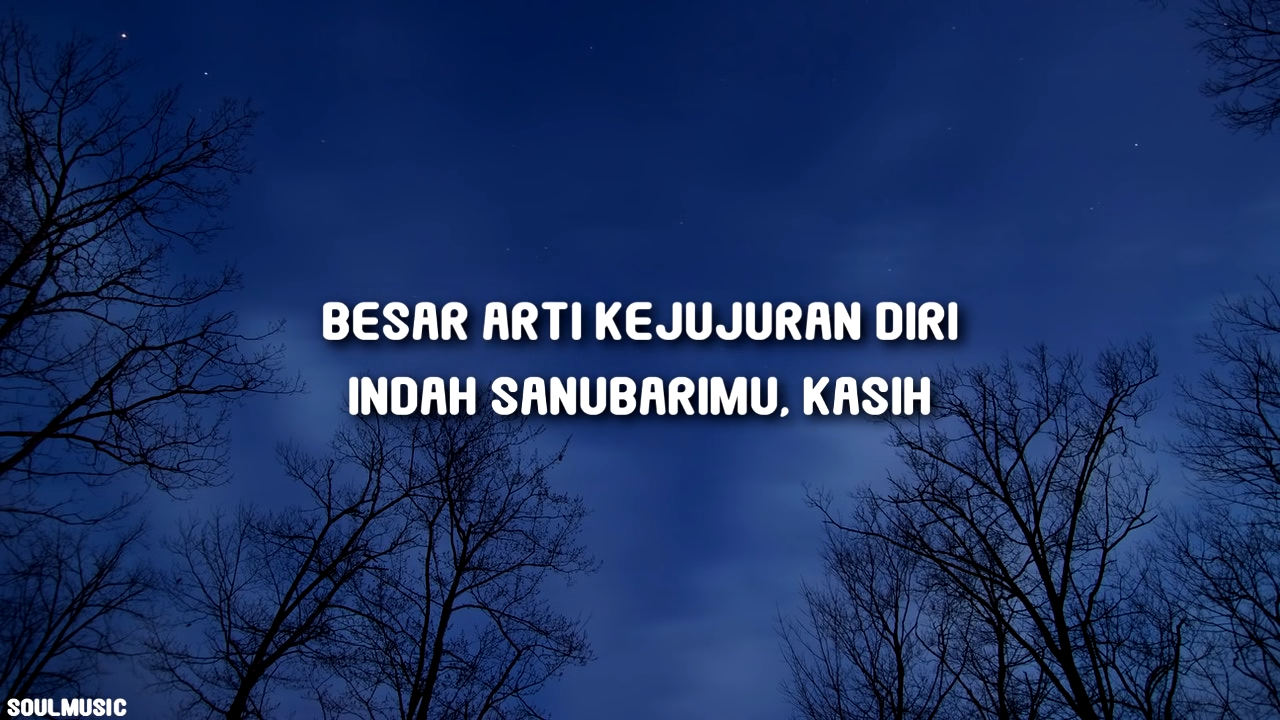 BESAR ARTI KEJUJURAN DIRI
INDAH SANUBARIMU, KASIH
SOULMUSIC